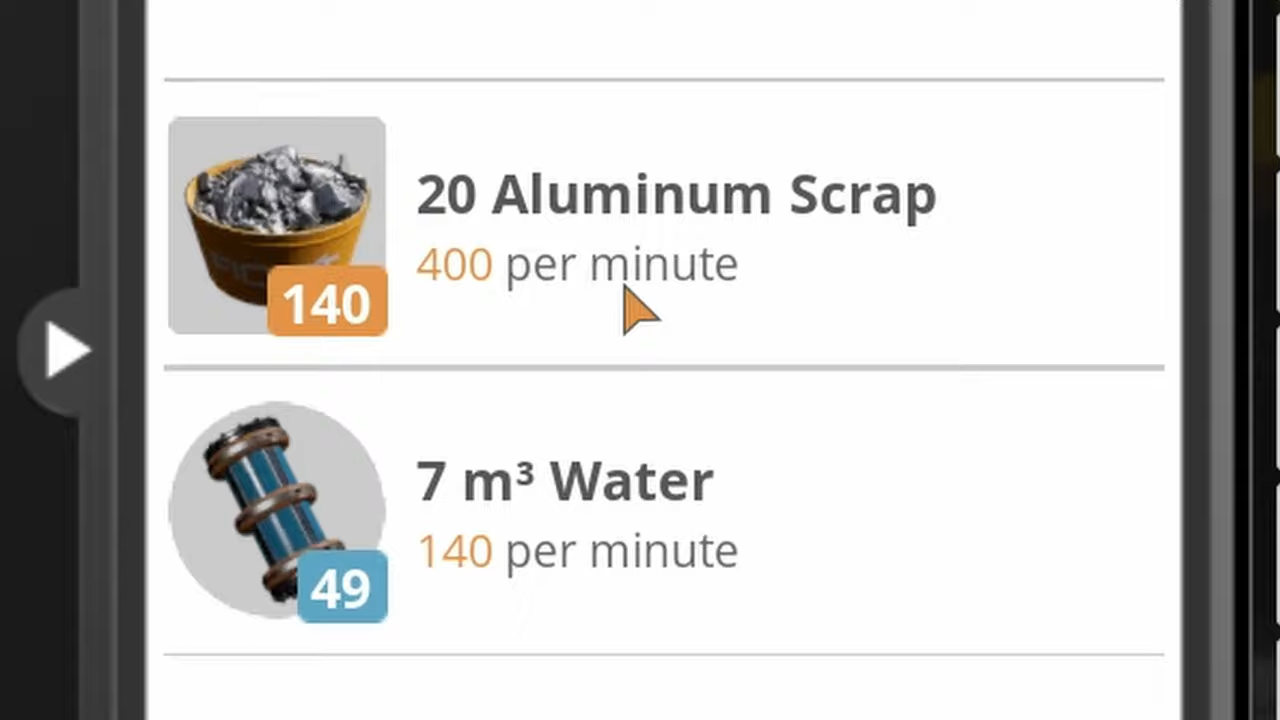 20 Aluminum Scrap
400 per minute
140
7 m³ Water
140 per minute
49